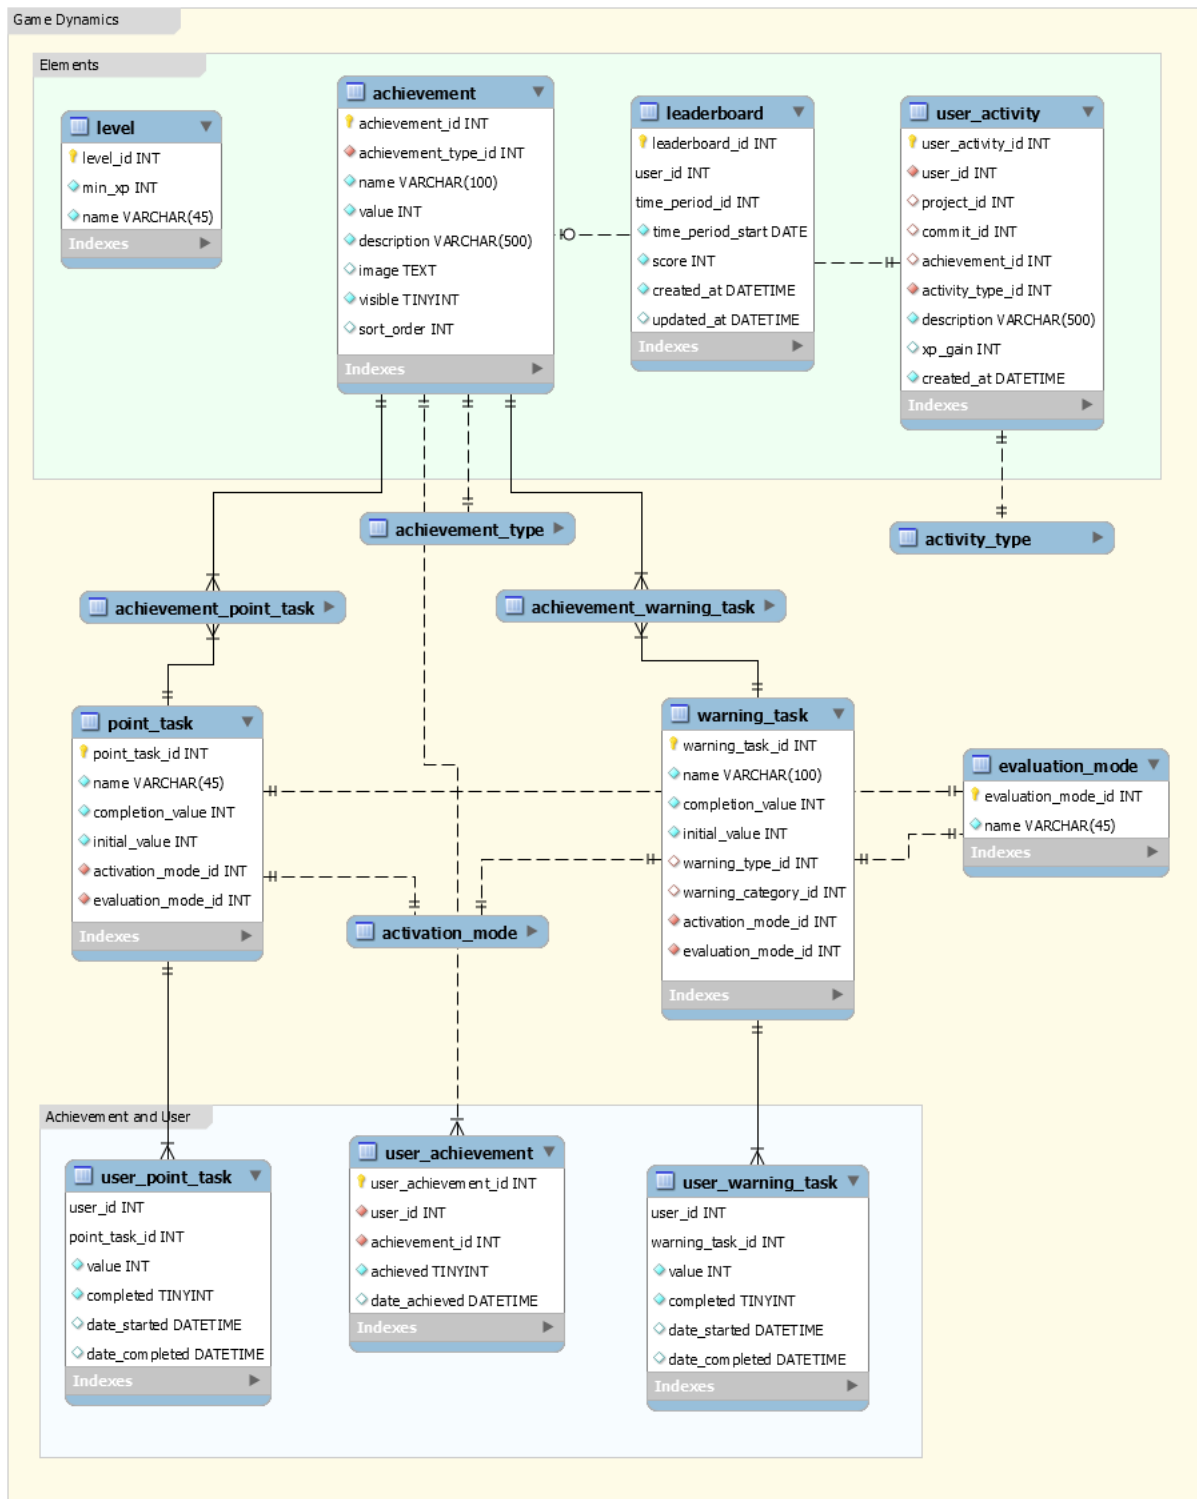 Game Dynamics
Elements
level
level_id INT
min_xp INT
name VARCHAR(45)
Indexes
achievement
achievement_id INT
achievement_type_id INT
name VARCHAR(100)
value INT
description VARCHAR(500)
image TEXT
visible TINYINT
sort_order INT
Indexes
leaderboard
leaderboard_id INT
user_id INT
time_period_id INT
time_period_start DATE
score INT
created_at DATETIME
updated_at DATETIME
Indexes
user_activity
user_activity_id INT
user_id INT
project_id INT
commit_id INT
achievement_id INT
activity_type_id INT
description VARCHAR(500)
xp_gain INT
created_at DATETIME
Indexes
achievement_type
activity_type
achievement_point_task
achievement_warning_task
point_task
point_task_id INT
name VARCHAR(45)
completion_value INT
initial_value INT
activation_mode_id INT
evaluation_mode_id INT
Indexes
activation_mode
warning_task
warning_task_id INT
name VARCHAR(100)
completion_value INT
initial_value INT
warning_type_id INT
warning_category_id INT
activation_mode_id INT
evaluation_mode_id INT
Indexes
evaluation_mode
evaluation_mode_id INT
name VARCHAR(45)
Indexes
Achievement and User
user_point_task
user_id INT
point_task_id INT
value INT
completed TINYINT
date_started DATETIME
date_completed DATETIME
Indexes
user_achievement
user_achievement_id INT
user_id INT
achievement_id INT
achieved TINYINT
date_achieved DATETIME
Indexes
user_warning_task
user_id INT
warning_task_id INT
value INT
completed TINYINT
date_started DATETIME
date_completed DATETIME
Indexes